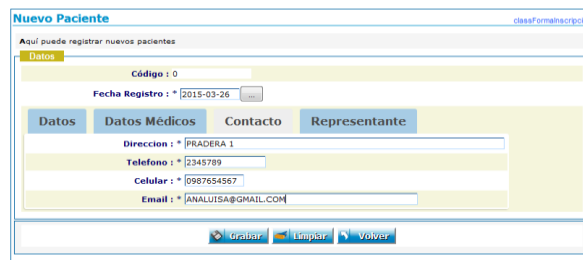 Nuevo Paciente
classFormaInscripci
Aquí puede registrar nuevos pacientes
Datos
Código : 0
Fecha Registro : * 2015-03-26 ...
Datos Datos Médicos Contacto Representante
Direccion : * PRADERA 1
Telefono : * 2345789
Celular : * 0987654567
Email : * ANALUISA@GMAIL.COM
Grabar Limpiar Volver